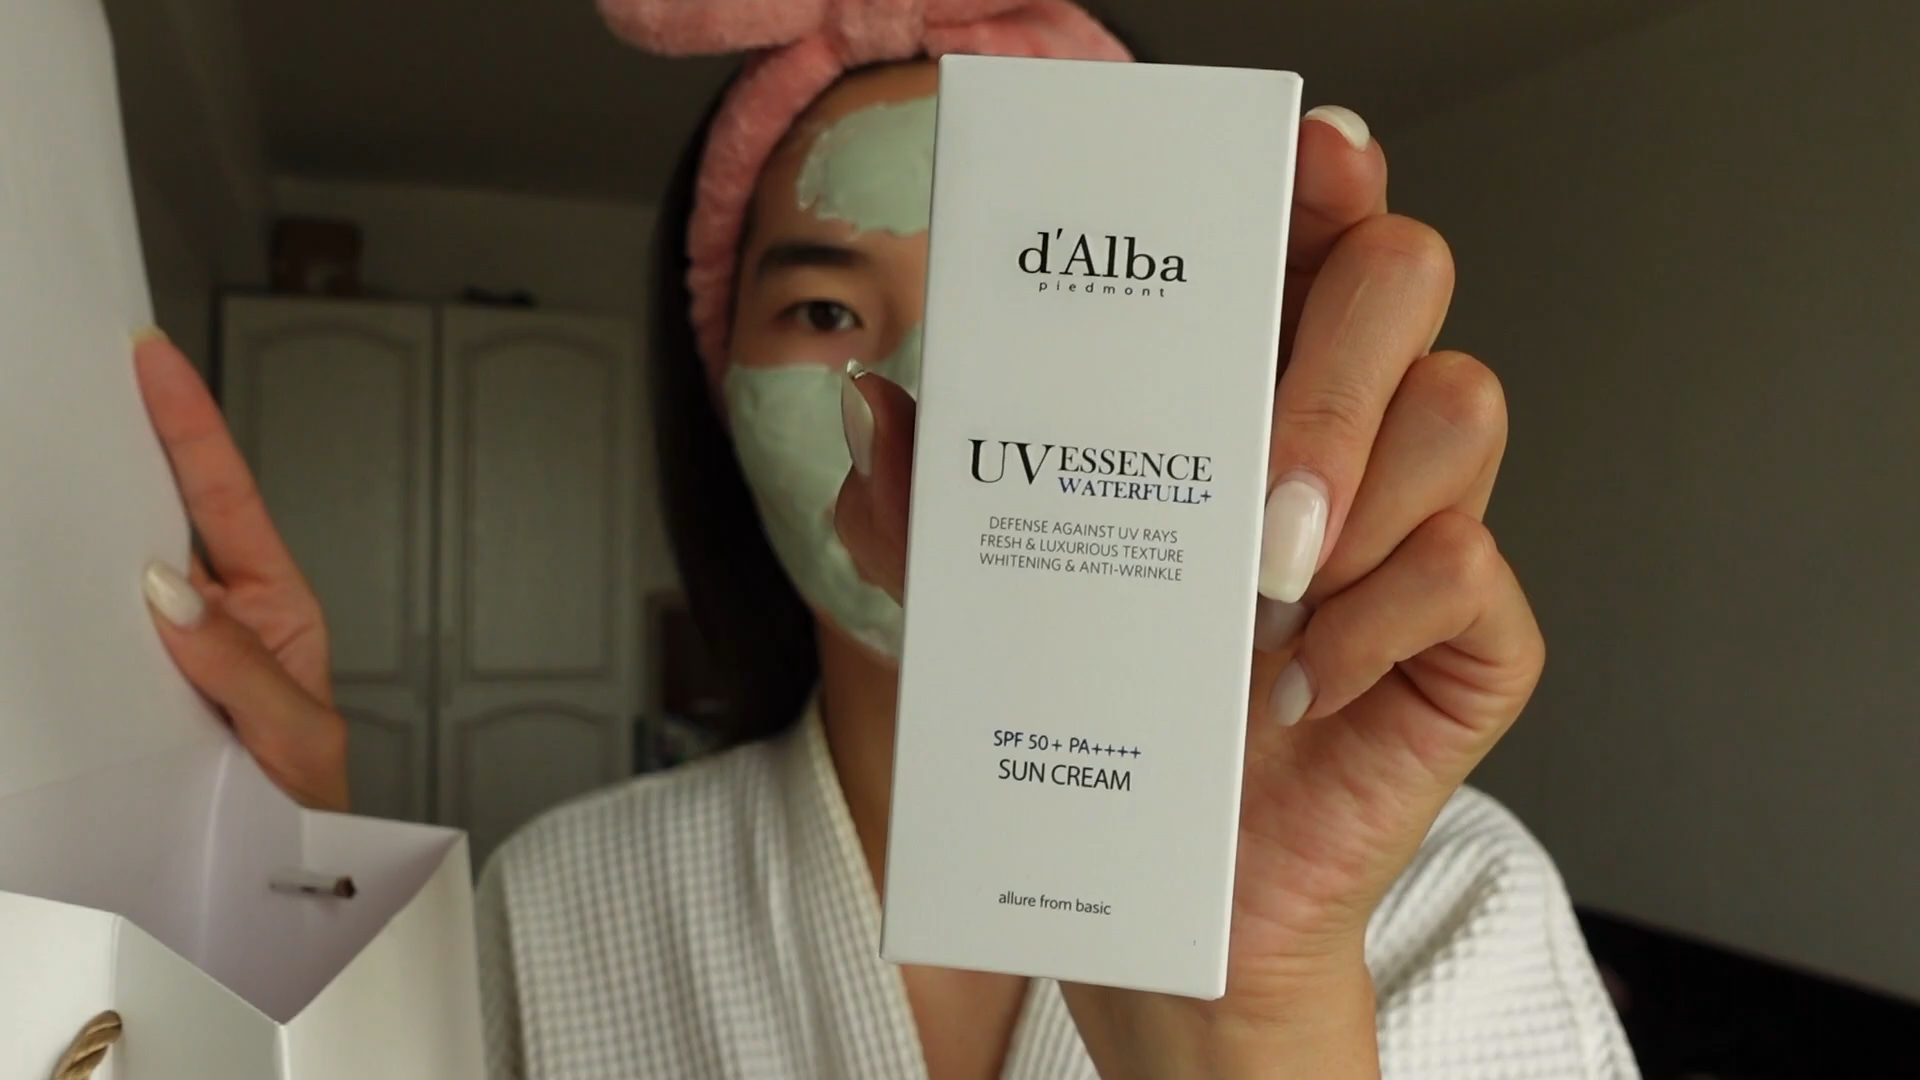 d'Alba
piedmont
UV ESSENCE
WATERFULL+
DEFENSE AGAINST UV RAYS
FRESH & LUXURIOUS TEXTURE
WHITENING & ANTI-WRINKLE
SPF 50+ PA++++
SUN CREAM
allure from basic